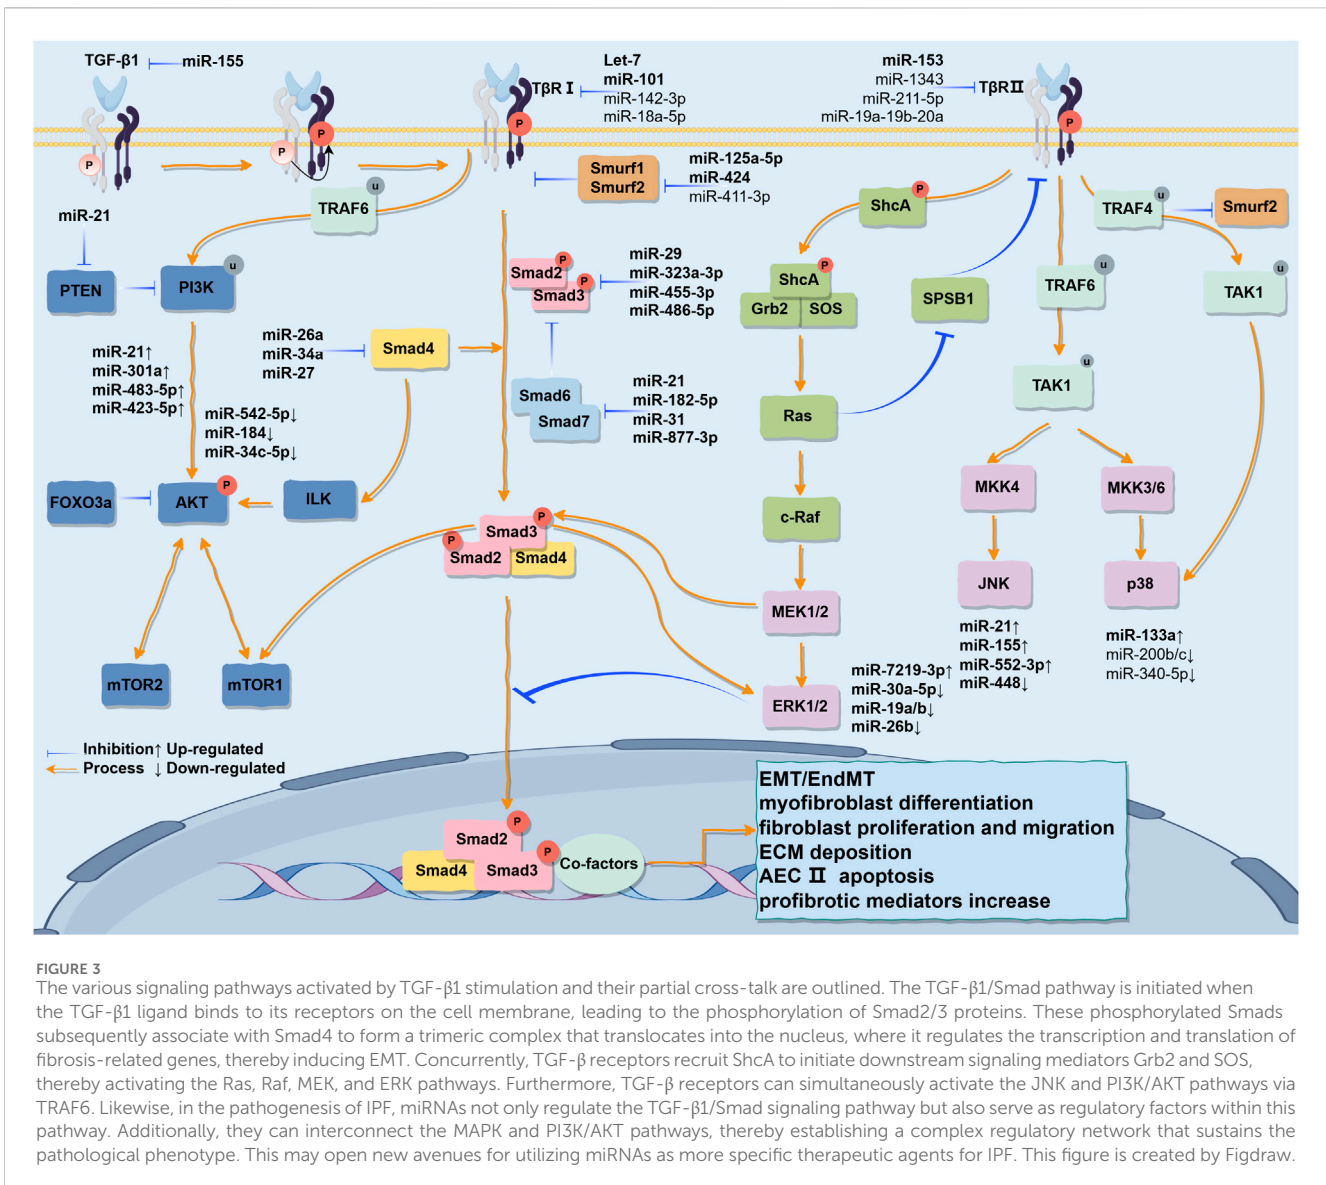 TGF-β1
miR-155
P
P
P
P
TβR I
Let-7
miR-101
miR-142-3p
miR-18a-5p
miR-153
miR-1343
miR-211-5p
miR-19a-19b-20a
TβRⅡ
P
Smurf1
Smurf2
miR-125a-5p
miR-424
miR-411-3p
miR-21
TRAF6
u
PTEN
PI3K
u
miR-21↑
miR-301a↑
miR-483-5p↑
miR-423-5p↑
miR-542-5p↓
miR-184↓
miR-34c-5p↓
miR-26a
miR-34a
miR-27
Smad4
FOXO3a
AKT
P
ILK
mTOR2
mTOR1
Smad2
P
Smad3
P
miR-29
miR-323a-3p
miR-455-3p
miR-486-5p
Smad6
Smad7
miR-21
miR-182-5p
miR-31
miR-877-3p
Smad3
P
P
Smad2
Smad4
ShcA
P
ShcA
P
Grb2
SOS
SPSB1
Ras
c-Raf
MEK1/2
ERK1/2
miR-7219-3p↑
miR-30a-5p↓
miR-19a/b↓
miR-26b↓
TRAF4
u
Smurf2
TRAF6
u
TAK1
u
TAK1
u
MKK4
MKK3/6
JNK
p38
miR-21↑
miR-155↑
miR-552-3p↑
miR-448↓
miR-133a↑
miR-200b/c↓
miR-340-5p↓
Inhibition↑ Up-regulated
Process ↓ Down-regulated
Smad2
P
Smad4
Smad3
P
Co-factors
EMT/EndMT
myofibroblast differentiation
fibroblast proliferation and migration
ECM deposition
AEC Ⅱ apoptosis
profibrotic mediators increase
FIGURE 3
The various signaling pathways activated by TGF-β1 stimulation and their partial cross-talk are outlined. The TGF-β1/Smad pathway is initiated when
the TGF-β1 ligand binds to its receptors on the cell membrane, leading to the phosphorylation of Smad2/3 proteins. These phosphorylated Smads
subsequently associate with Smad4 to form a trimeric complex that translocates into the nucleus, where it regulates the transcription and translation of
fibrosis-related genes, thereby inducing EMT. Concurrently, TGF-β receptors recruit ShcA to initiate downstream signaling mediators Grb2 and SOS,
thereby activating the Ras, Raf, MEK, and ERK pathways. Furthermore, TGF-β receptors can simultaneously activate the JNK and PI3K/AKT pathways via
TRAF6. Likewise, in the pathogenesis of IPF, miRNAs not only regulate the TGF-β1/Smad signaling pathway but also serve as regulatory factors within this
pathway. Additionally, they can interconnect the MAPK and PI3K/AKT pathways, thereby establishing a complex regulatory network that sustains the
pathological phenotype. This may open new avenues for utilizing miRNAs as more specific therapeutic agents for IPF. This figure is created by Figdraw.